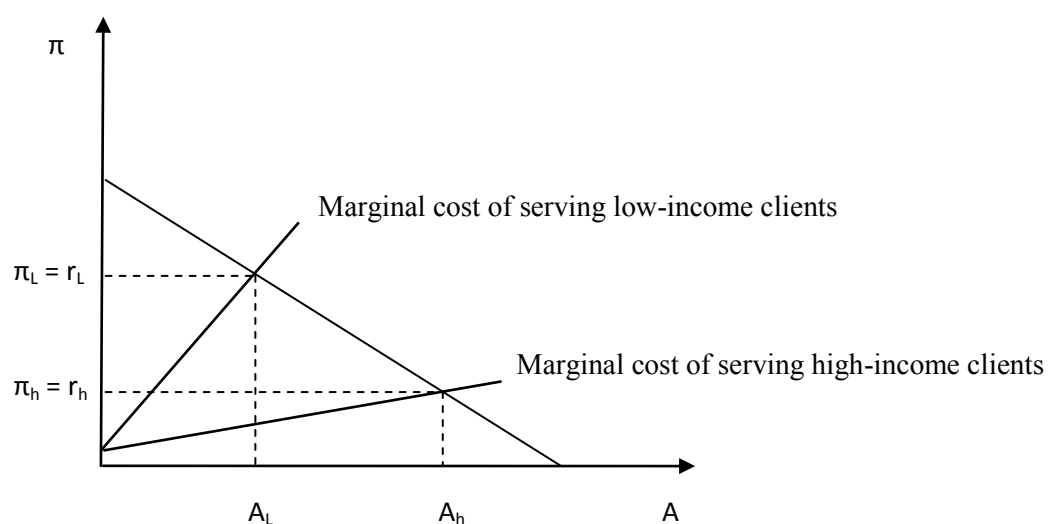 π
Marginal cost of serving low-income clients
π_L = r_L
Marginal cost of serving high-income clients
π_h = r_h
A_L
A_h
A